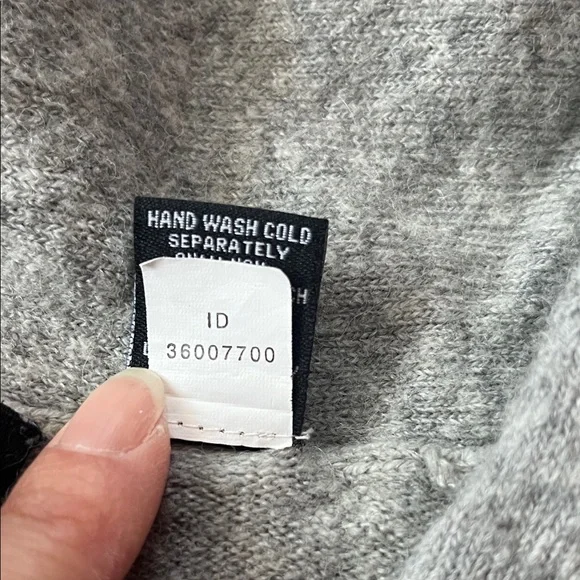 HAND WASH COLD
SEPARATELY
ID
36007700